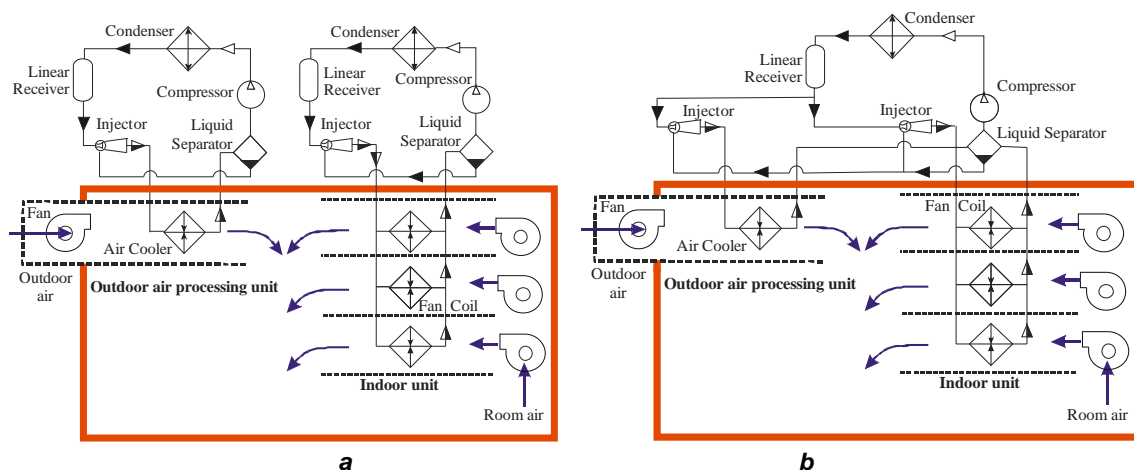 Condenser
Linear
Receiver
Compressor
Injector
Liquid
Separator
Fan
Air Cooler
Outdoor
air
Outdoor air processing unit
Condenser
Linear
Receiver
Compressor
Injector
Liquid
Separator
Fan Coil
Indoor unit
Room air
a
Condenser
Linear
Receiver
Compressor
Injector
Injector
Liquid Separator
Fan
Air Cooler
Outdoor
air
Outdoor air processing unit
Fan Coil
Indoor unit
Room air
b